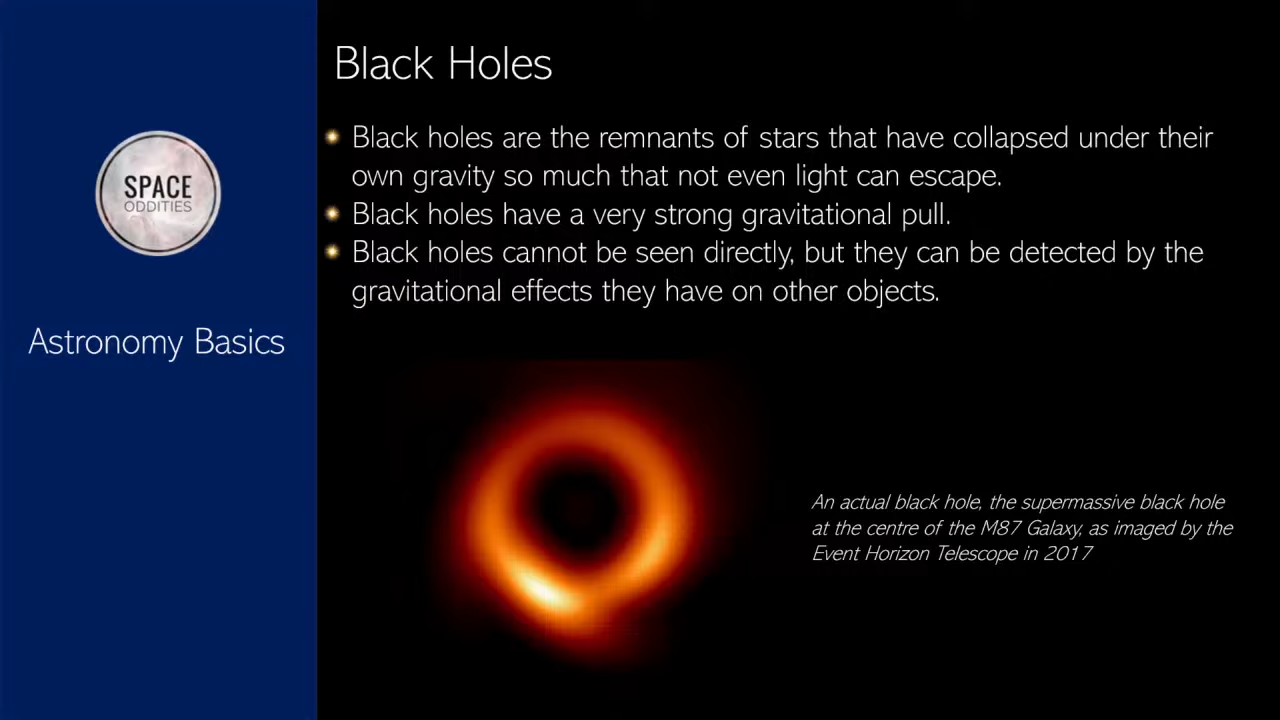 SPACE
ODDITIES
Astronomy Basics
Black Holes
Black holes are the remnants of stars that have collapsed under their
own gravity so much that not even light can escape.
Black holes have a very strong gravitational pull.
Black holes cannot be seen directly, but they can be detected by the
gravitational effects they have on other objects.
An actual black hole, the supermassive black hole
at the centre of the M87 Galaxy, as imaged by the
Event Horizon Telescope in 2017